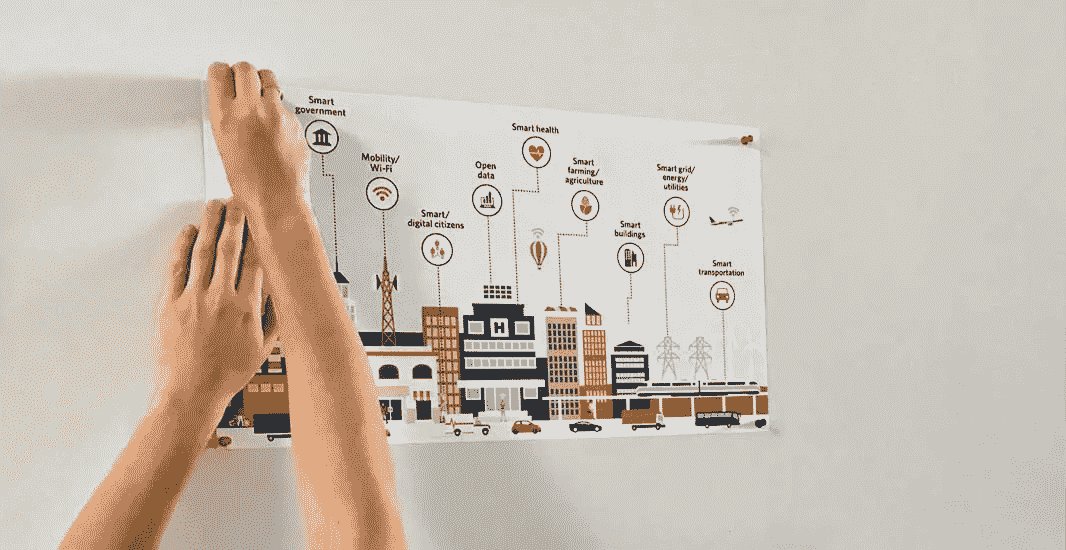 Smart
government
Mobility/
Wi-Fi
Smart/
digital citizens
Open
data
Smart health
Smart
farming/
agriculture
Smart
buildings
Smart grid/
energy/
utilities
Smart
transportation
H